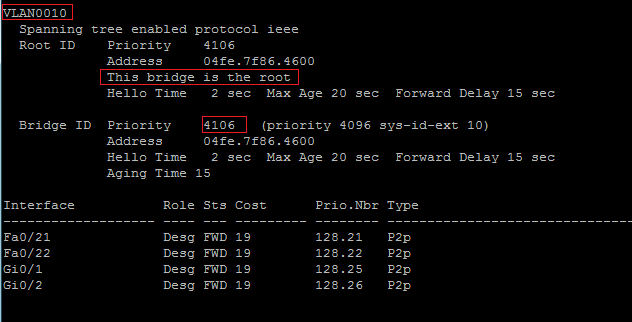 VLAN0010
Spanning tree enabled protocol ieee
Root ID Priority 4106
Address 04fe.7f86.4600
This bridge is the root
Hello Time 2 sec Max Age 20 sec Forward Delay 15 sec
Bridge ID Priority 4106 (priority 4096 sys-id-ext 10)
Address 04fe.7f86.4600
Hello Time 2 sec Max Age 20 sec Forward Delay 15 sec
Aging Time 15
Interface Role Sts Cost Prio.Nbr Type
------------------- ---- --- --------- -------- --------------------------------
Fa0/21 Desg FWD 19 128.21 P2p
Fa0/22 Desg FWD 19 128.22 P2p
Gi0/1 Desg FWD 19 128.25 P2p
Gi0/2 Desg FWD 19 128.26 P2p